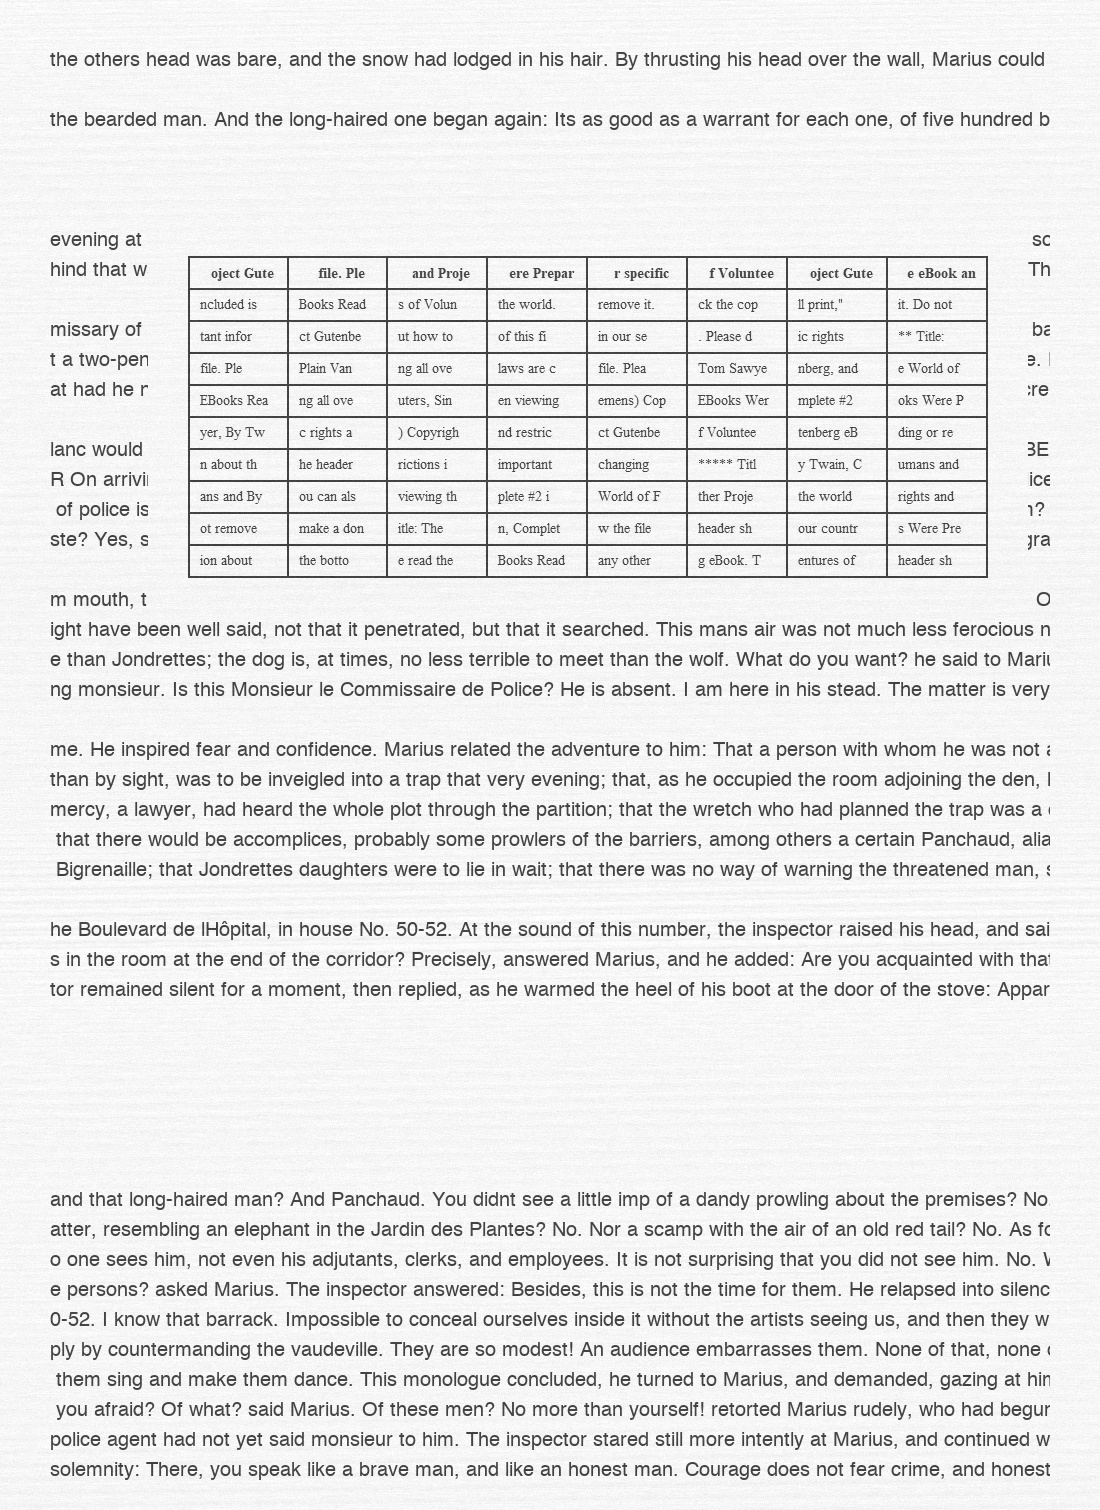 the others head was bare, and the snow had lodged in his hair. By thrusting his head over the wall, Marius could
the bearded man. And the long-haired one began again: Its as good as a warrant for each one, of five hundred b
evening at
hind that w Th
missary of ba
t a two-pen e.
at had he cre
lanc would BE
R On arrivi ice
of police is n?
ste? Yes, s gra
oject Gute file. Ple and Proje ere Prepar r specific f Voluntee oject Gute e eBook an
ncluded is Books Read s of Volun the world. remove it. ck the cop ll print," it. Do not
tant infor ct Gutenbe ut how to of this fi in our se . Please d ic rights ** Title:
file. Ple Plain Van ng all ove laws are c file. Plea Tom Sawye nberg, and e World of
EBooks Rea ng all ove uters, Sin en viewing emens) Cop EBooks Wer mplete #2 oks Were P
yer, By Tw c rights a ) Copyrigh nd restric ct Gutenbe f Voluntee tenberg eB ding or re
n about th he header rictions i important changing ***** Titl y Twain, C umans and
ans and By ou can als viewing th plete #2 i World of F ther Proje the world rights and
ot remove make a don itle: The n, Complet w the file header sh our countr s Were Pre
ion about the botto e read the Books Read any other g eBook. T entures of header sh
m mouth, t O
ight have been well said, not that it penetrated, but that it searched. This mans air was not much less ferocious n
e than Jondrettes; the dog is, at times, no less terrible to meet than the wolf. What do you want? he said to Mariu
ng monsieur. Is this Monsieur le Commissaire de Police? He is absent. I am here in his stead. The matter is very
me. He inspired fear and confidence. Marius related the adventure to him: That a person with whom he was not a
than by sight, was to be inveigled into a trap that very evening; that, as he occupied the room adjoining the den,
mercy, a lawyer, had heard the whole plot through the partition; that the wretch who had planned the trap was a
that there would be accomplices, probably some prowlers of the barriers, among others a certain Panchaud, alia
Bigrenaille; that Jondrettes daughters were to lie in wait; that there was no way of warning the threatened man, s
he Boulevard de lHôpital, in house No. 50-52. At the sound of this number, the inspector raised his head, and sai
s in the room at the end of the corridor? Precisely, answered Marius, and he added: Are you acquainted with that
tor remained silent for a moment, then replied, as he warmed the heel of his boot at the door of the stove: Appar
and that long-haired man? And Panchaud. You didnt see a little imp of a dandy prowling about the premises? No.
atter, resembling an elephant in the Jardin des Plantes? No. Nor a scamp with the air of an old red tail? No. As fo
o one sees him, not even his adjutants, clerks, and employees. It is not surprising that you did not see him. No.
e persons? asked Marius. The inspector answered: Besides, this is not the time for them. He relapsed into silenc
0-52. I know that barrack. Impossible to conceal ourselves inside it without the artists seeing us, and then they w
ply by countermanding the vaudeville. They are so modest! An audience embarrasses them. None of that, none
them sing and make them dance. This monologue concluded, he turned to Marius, and demanded, gazing at him
you afraid? Of what? said Marius. Of these men? No more than yourself! retorted Marius rudely, who had begun
police agent had not yet said monsieur to him. The inspector stared still more intently at Marius, and continued w
solemnity: There, you speak like a brave man, and like an honest man. Courage does not fear crime, and honest